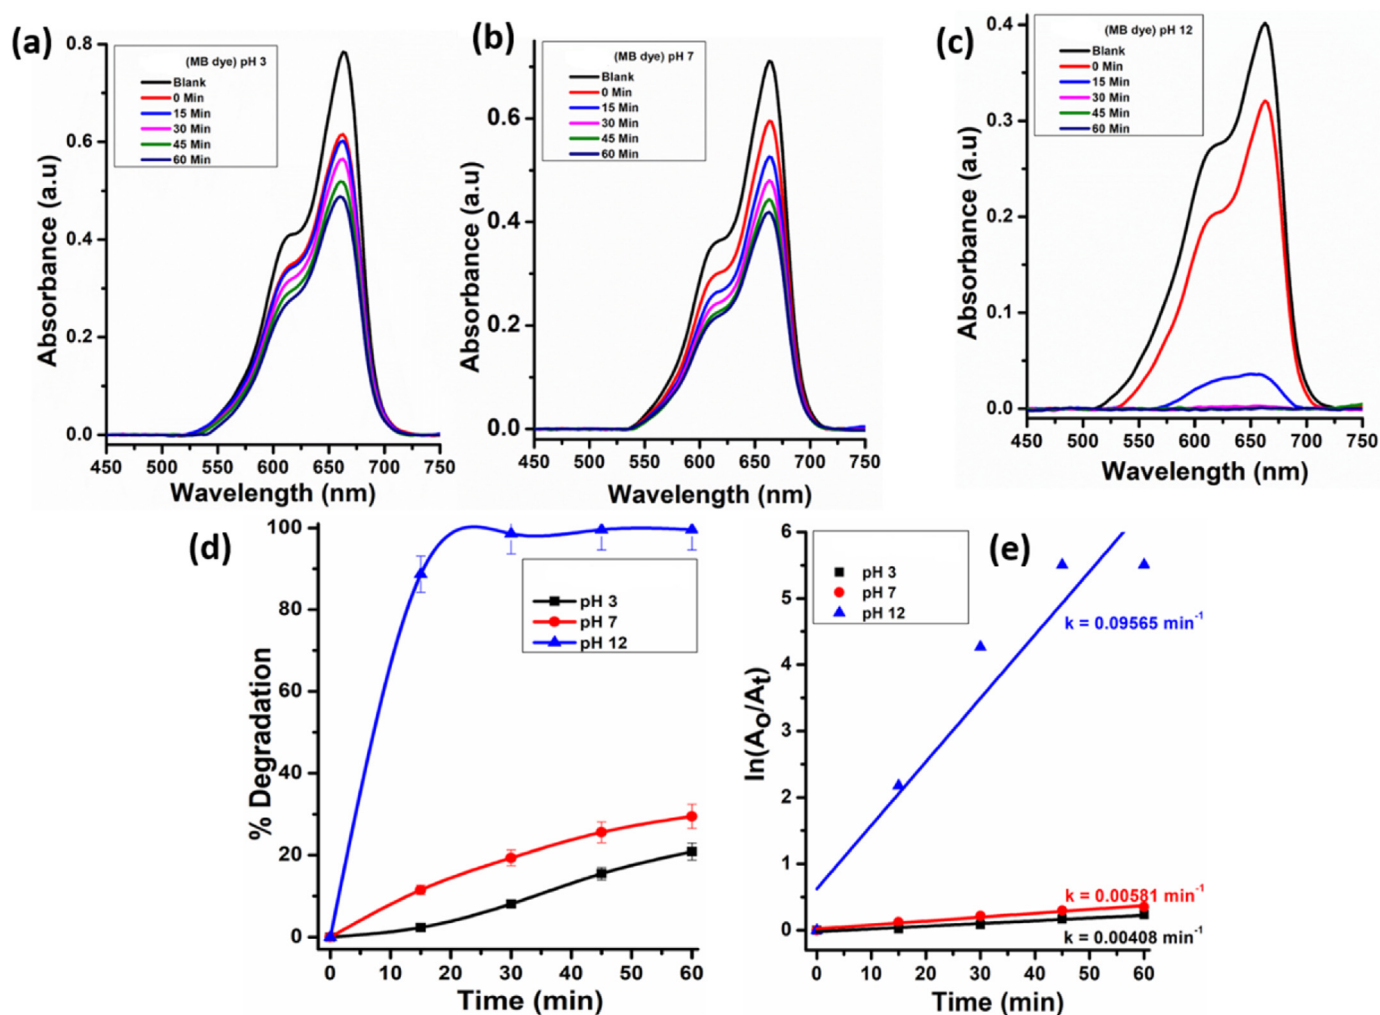 (a)
(MB dye) pH 3
Blank
0 Min
15 Min
30 Min
45 Min
60 Min
0.8
0.6
0.4
0.2
0.0
Absorbance (a.u)
450 500 550 600 650 700 750
Wavelength (nm)
(b)
(MB dye) pH 7
Blank
0 Min
15 Min
30 Min
45 Min
60 Min
0.6
0.4
0.2
0.0
Absorbance (a.u)
450 500 550 600 650 700 750
Wavelength (nm)
(c)
(MB dye) pH 12
Blank
0 Min
15 Min
30 Min
45 Min
60 Min
0.4
0.3
0.2
0.1
0.0
Absorbance (a.u)
450 500 550 600 650 700 750
Wavelength (nm)
(d)
pH 3
pH 7
pH 12
100
80
60
40
20
0
% Degradation
0 10 20 30 40 50 60
Time (min)
(e)
pH 3
pH 7
pH 12
6
5
4
3
2
1
0
ln(Ao/At)
k = 0.09565 min-1
k = 0.00581 min-1
k = 0.00408 min-1
0 10 20 30 40 50 60
Time (min)